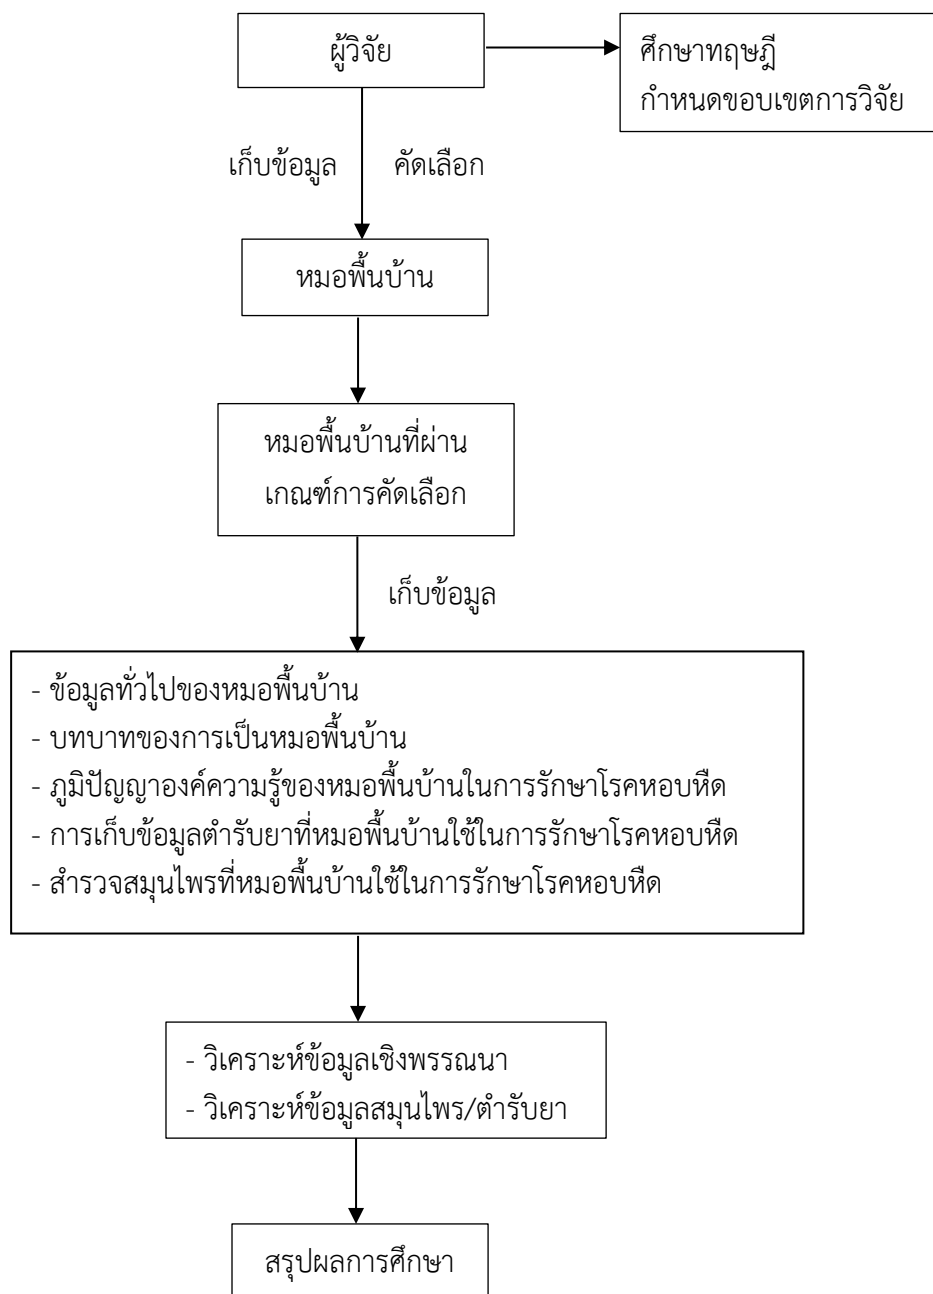 ผู้วิจัย
ศึกษาทฤษฎี
กำหนดขอบเขตการวิจัย
เก็บข้อมูล
คัดเลือก
หมอพื้นบ้าน
หมอพื้นบ้านที่ผ่าน
เกณฑ์การคัดเลือก
เก็บข้อมูล
- ข้อมูลทั่วไปของหมอพื้นบ้าน
- บทบาทของการเป็นหมอพื้นบ้าน
- ภูมิปัญญาองค์ความรู้ของหมอพื้นบ้านในการรักษาโรคหอบหืด
- การเก็บข้อมูลตำรับยาที่หมอพื้นบ้านใช้ในการรักษาโรคหอบหืด
- สำรวจสมุนไพรที่หมอพื้นบ้านใช้ในการรักษาโรคหอบหืด
- วิเคราะห์ข้อมูลเชิงพรรณนา
- วิเคราะห์ข้อมูลสมุนไพร/ตำรับยา
สรุปผลการศึกษา